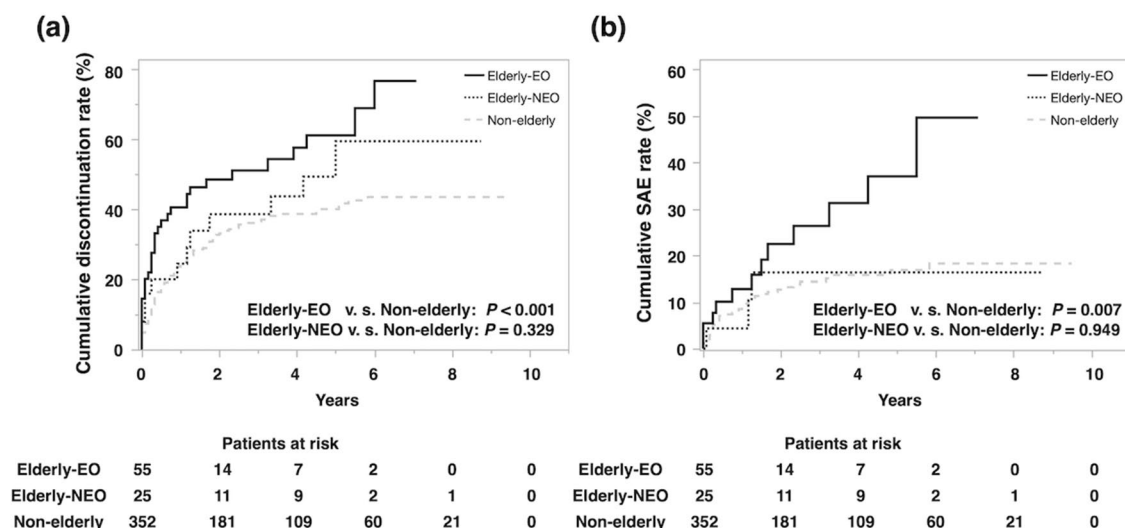 (a)
Cumulative discontinuation rate (%)
80
60
40
20
0
Elderly-EO
Elderly-NEO
Non-elderly
Elderly-EO v. s. Non-elderly: P < 0.001
Elderly-NEO v. s. Non-elderly: P = 0.329
0 2 4 6 8 10
Years
Patients at risk
Elderly-EO 55 14 7 2 0 0
Elderly-NEO 25 11 9 2 1 0
Non-elderly 352 181 109 60 21 0
(b)
Cumulative SAE rate (%)
60
50
40
30
20
10
0
Elderly-EO
Elderly-NEO
Non-elderly
Elderly-EO v. s. Non-elderly: P = 0.007
Elderly-NEO v. s. Non-elderly: P = 0.949
0 2 4 6 8 10
Years
Patients at risk
Elderly-EO 55 14 7 2 0 0
Elderly-NEO 25 11 9 2 1 0
Non-elderly 352 181 109 60 21 0